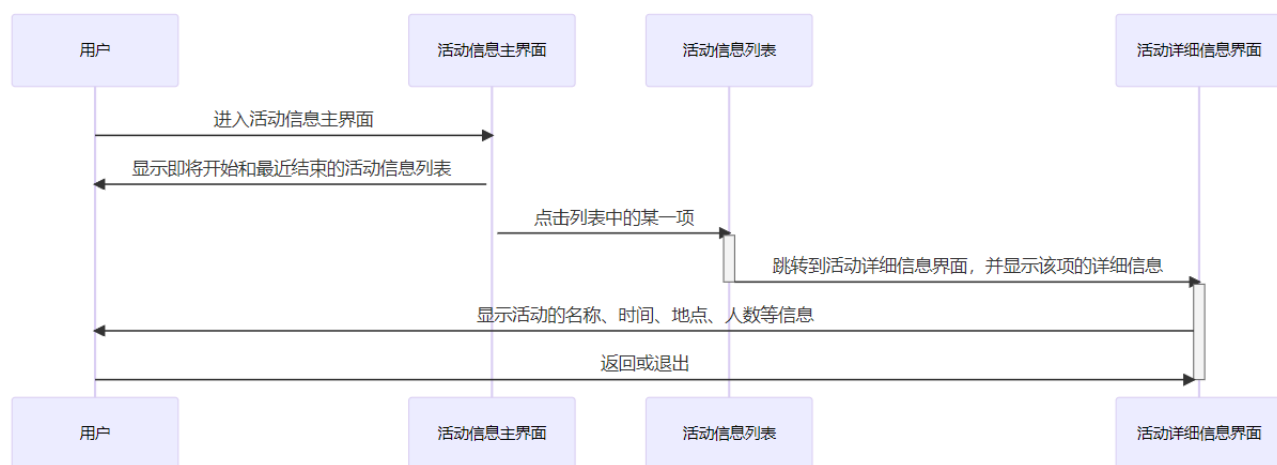 用户
活动信息主界面
活动信息列表
活动详细信息界面
进入活动信息主界面
显示即将开始和最近结束的活动信息列表
点击列表中的某一项
跳转到活动详细信息界面，并显示该项的详细信息
显示活动的名称、时间、地点、人数等信息
返回或退出
用户
活动信息主界面
活动信息列表
活动详细信息界面